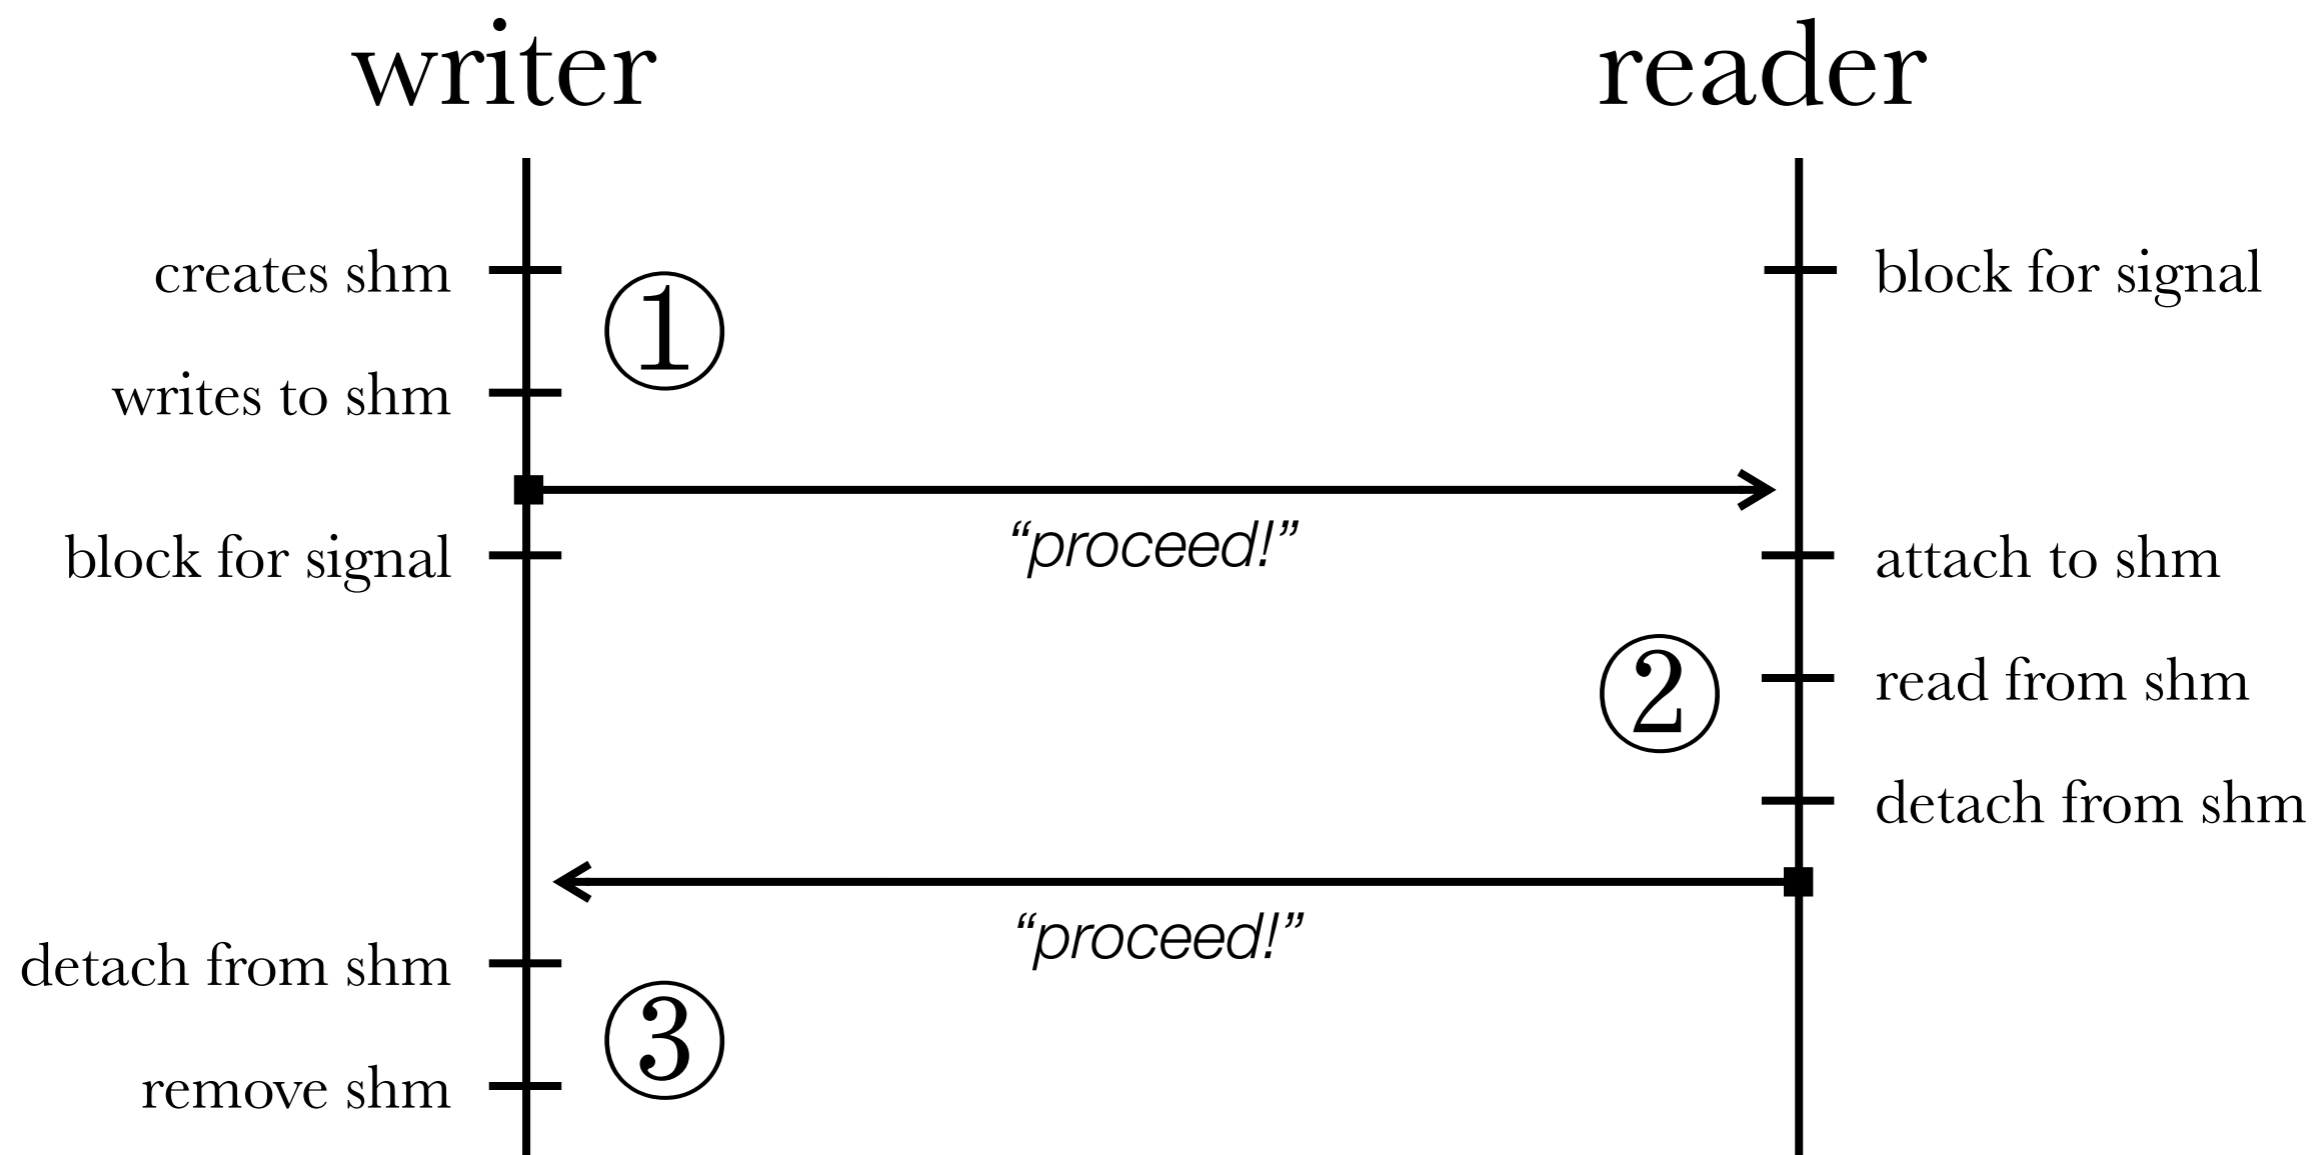 writer
reader
creates shm
①
block for signal
writes to shm
“proceed!”
block for signal
attach to shm
②
read from shm
detach from shm
“proceed!”
detach from shm
③
remove shm